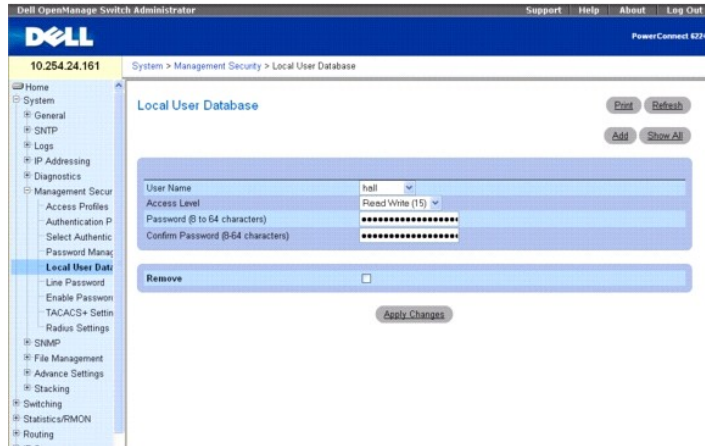 Dell OpenManage Switch Administrator
Support Help About Log Out
DELL
PowerConnect 6224
10.254.24.161
System > Management Security > Local User Database
Home
System
General
SNTP
Logs
IP Addressing
Diagnostics
Management Secur
Access Profiles
Authentication P
Select Authentic
Password Manag
Local User Data
Line Password
Enable Passwor
TACACS+ Settin
Radius Settings
SNMP
File Management
Advance Settings
Stacking
Switching
Statistics/RMON
Routing
Local User Database
Print Refresh
Add Show All
User Name hall
Access Level Read Write (15)
Password (8 to 64 characters)
Confirm Password (8-64 characters)
Remove
Apply Changes